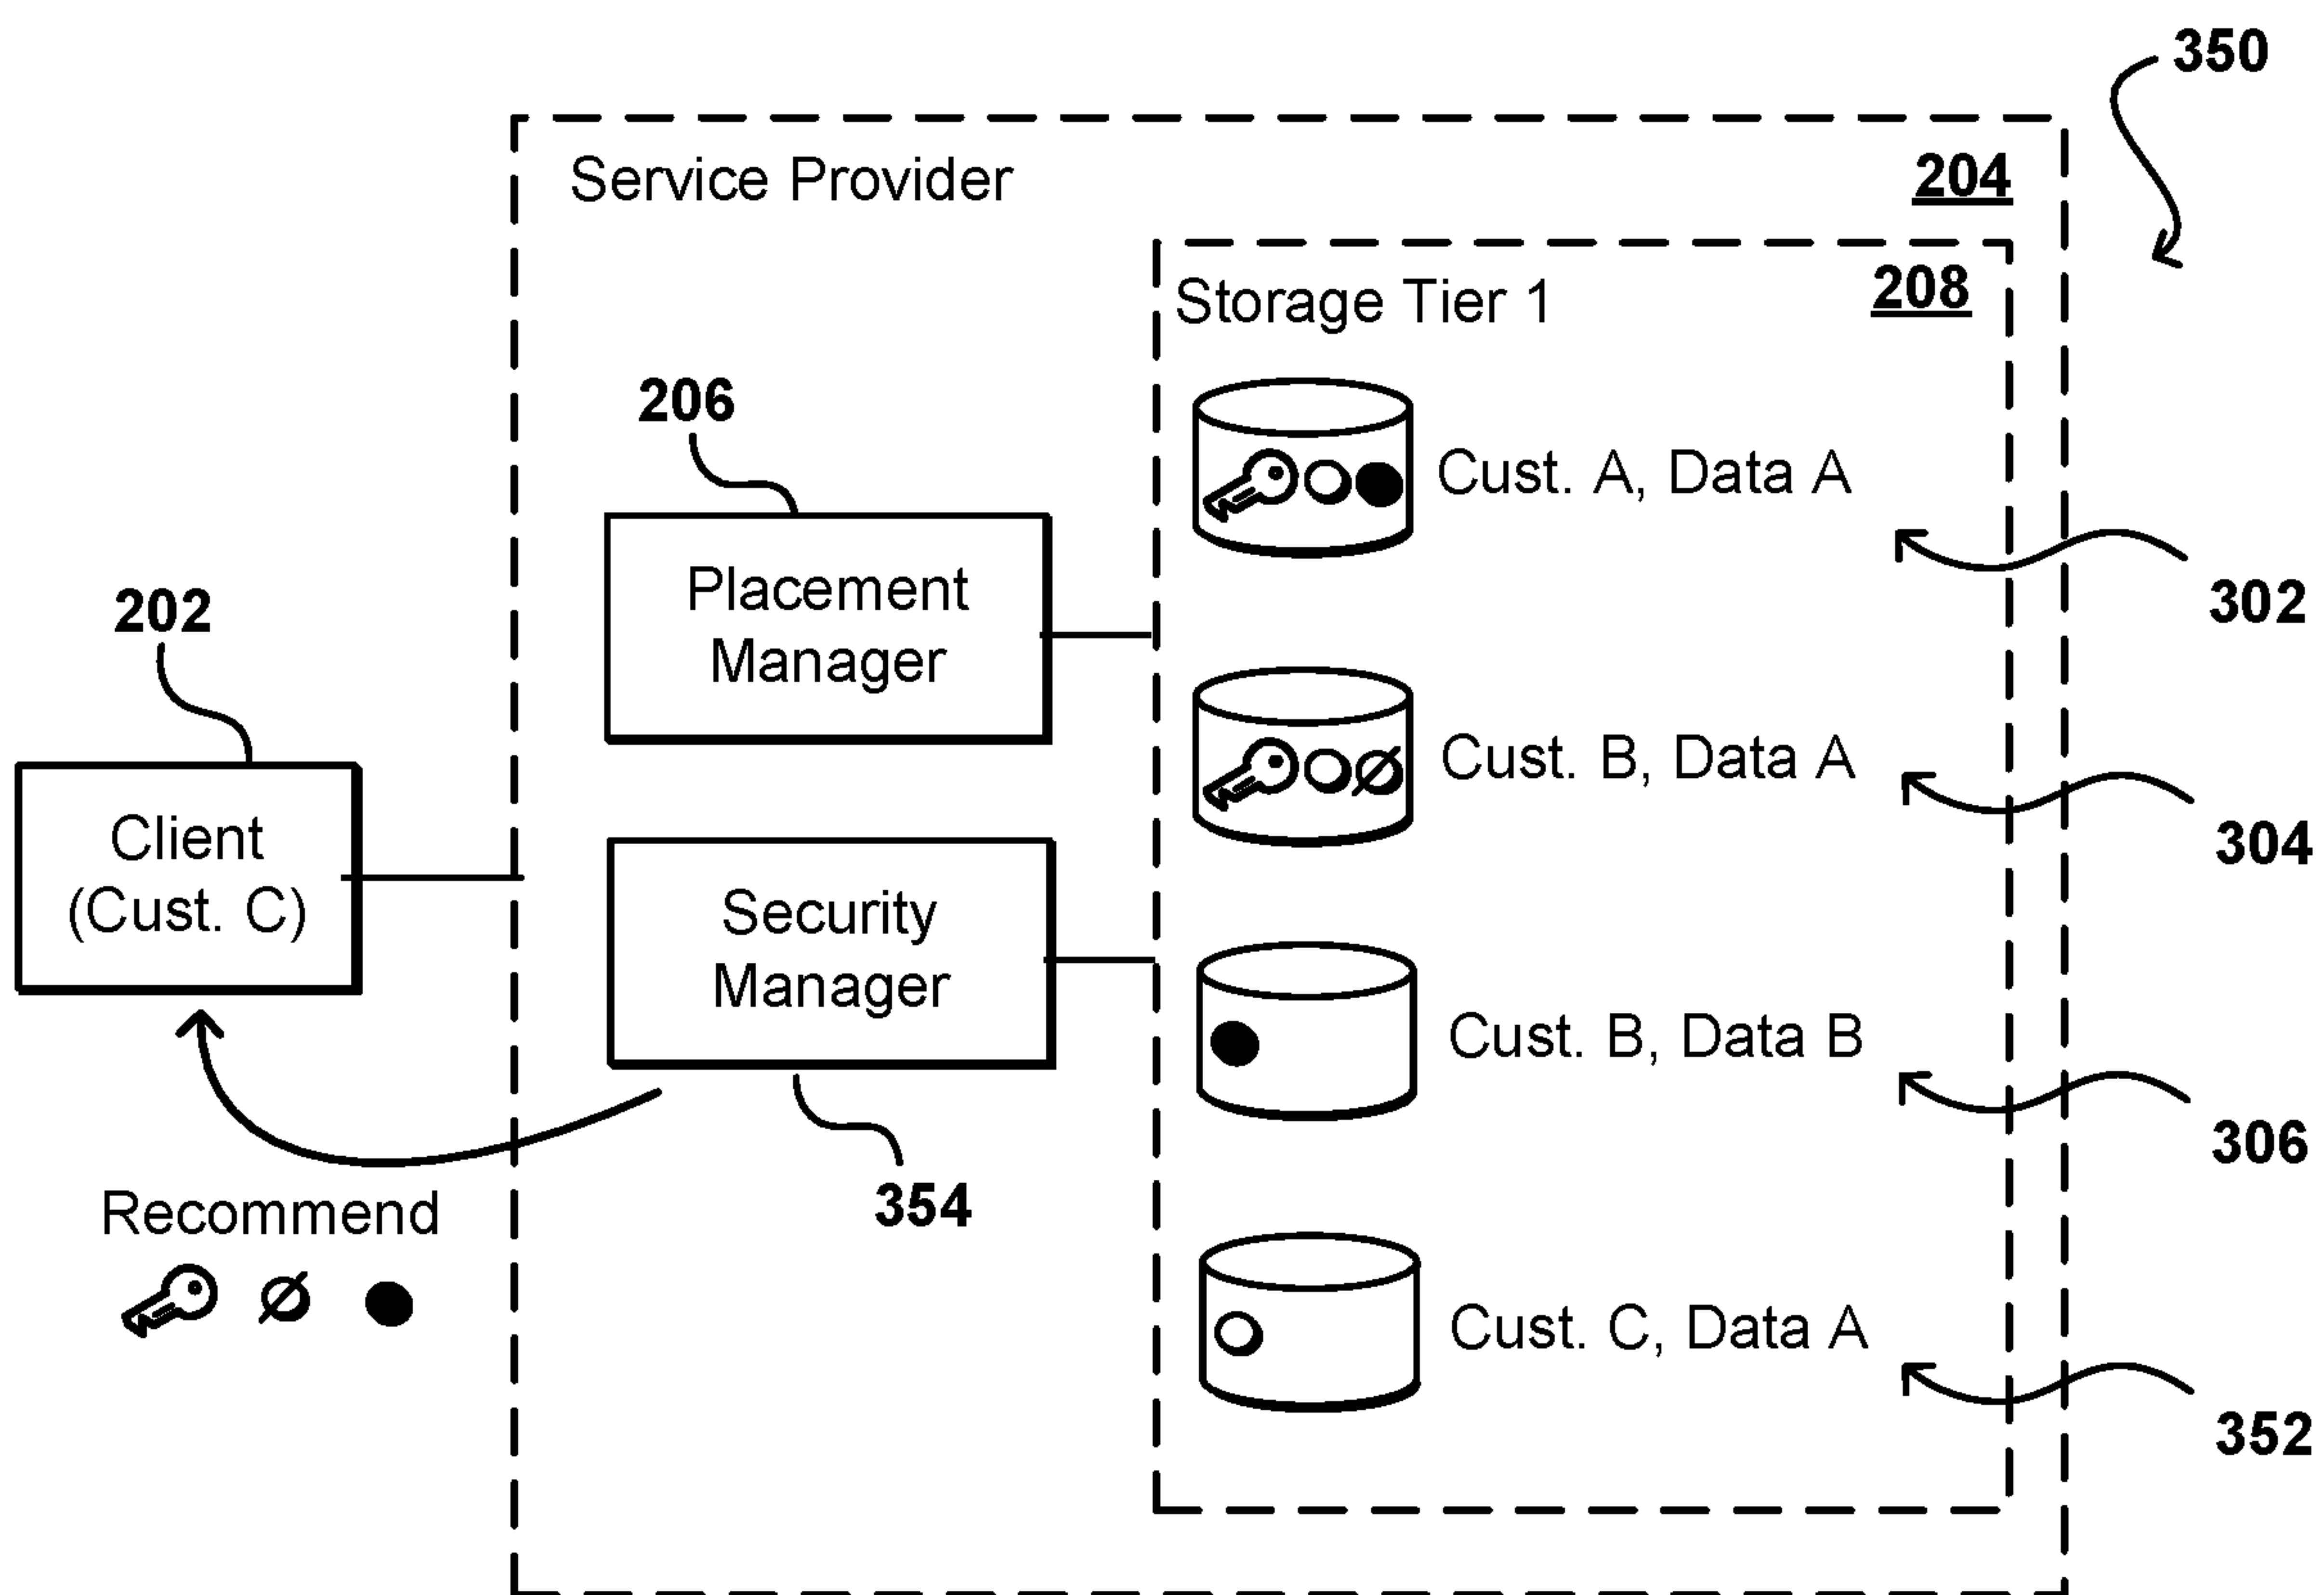 350
Service Provider
204
Storage Tier 1
208
206
Cust. A, Data A
Placement
Manager
302
202
Cust. B, Data A
Client
(Cust. C)
304
Security
Manager
Cust. B, Data B
306
354
Recommend
Cust. C, Data A
352